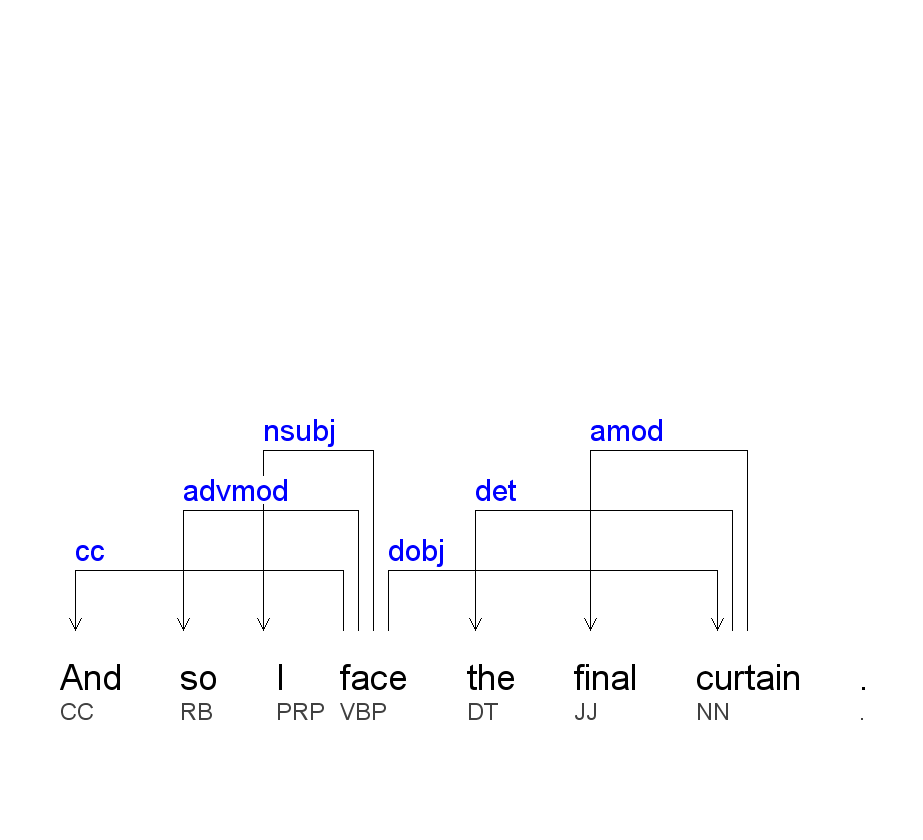 nsubj amod
advmod det
cc dobj
And so I face the final curtain .
CC RB PRP VBP DT JJ NN .